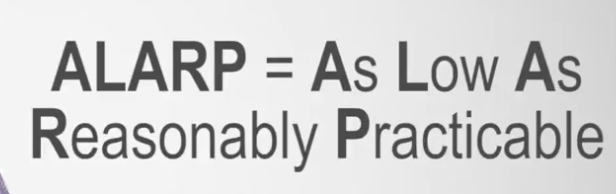 ALARP = As Low As
Reasonably Practicable